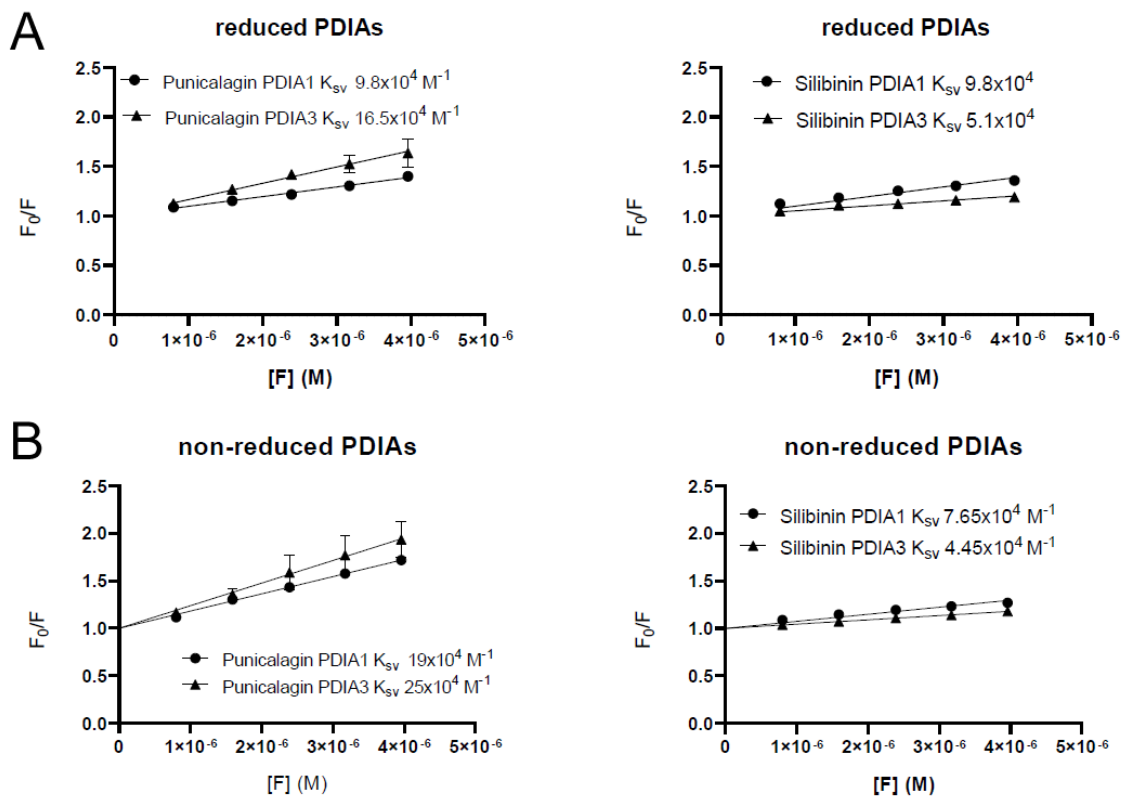 A
reduced PDIAs
Punicalagin PDIA1 Ksv 9.8x10⁴ M⁻¹
Punicalagin PDIA3 Ksv 16.5x10⁴ M⁻¹
2.5
2.0
1.5
1.0
0.5
0.0
F₀/F
0 1×10⁻⁶ 2×10⁻⁶ 3×10⁻⁶ 4×10⁻⁶ 5×10⁻⁶
[F] (M)
reduced PDIAs
Silibinin PDIA1 Ksv 9.8x10⁴
Silibinin PDIA3 Ksv 5.1x10⁴
2.5
2.0
1.5
1.0
0.5
0.0
F₀/F
0 1×10⁻⁶ 2×10⁻⁶ 3×10⁻⁶ 4×10⁻⁶ 5×10⁻⁶
[F] (M)
B
non-reduced PDIAs
2.5
2.0
1.5
1.0
0.5
0.0
F₀/F
Punicalagin PDIA1 Ksv 19x10⁴ M⁻¹
Punicalagin PDIA3 Ksv 25x10⁴ M⁻¹
0 1×10⁻⁶ 2×10⁻⁶ 3×10⁻⁶ 4×10⁻⁶ 5×10⁻⁶
[F] (M)
non-reduced PDIAs
Silibinin PDIA1 Ksv 7.65x10⁴ M⁻¹
Silibinin PDIA3 Ksv 4.45x10⁴ M⁻¹
2.5
2.0
1.5
1.0
0.5
0.0
F₀/F
0 1×10⁻⁶ 2×10⁻⁶ 3×10⁻⁶ 4×10⁻⁶ 5×10⁻⁶
[F] (M)